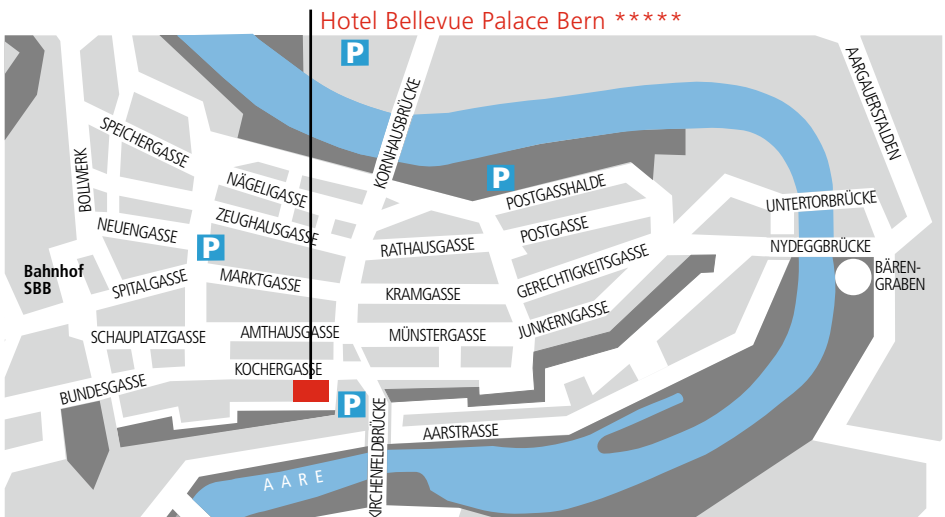 Hotel Bellevue Palace Bern *****
P
AARGAUERSTALDEN
KORNHAUSBRÜCKE
SPEICHERGASSE
BOLLWERK
NÄGELIGASSE
P
POSTGASSHALDE
UNTERTORBRÜCKE
ZEUGHAUSGASSE
NEUENGASSE
POSTGASSE
P
RATHAUSGASSE
NYDEGGBRÜCKE
GERECHTIGKEITSGASSE
Bahnhof
SBB
BÄREN-
GRABEN
SPITALGASSE
MARKTGASSE
KRAMGASSE
JUNKERNGASSE
SCHAUPLATZGASSE
AMTHAUSGASSE
MÜNSTERGASSE
KOCHERGASSE
BUNDESGASSE
P
KIRCHENFELDBRÜCKE
AARSTRASSE
AARE